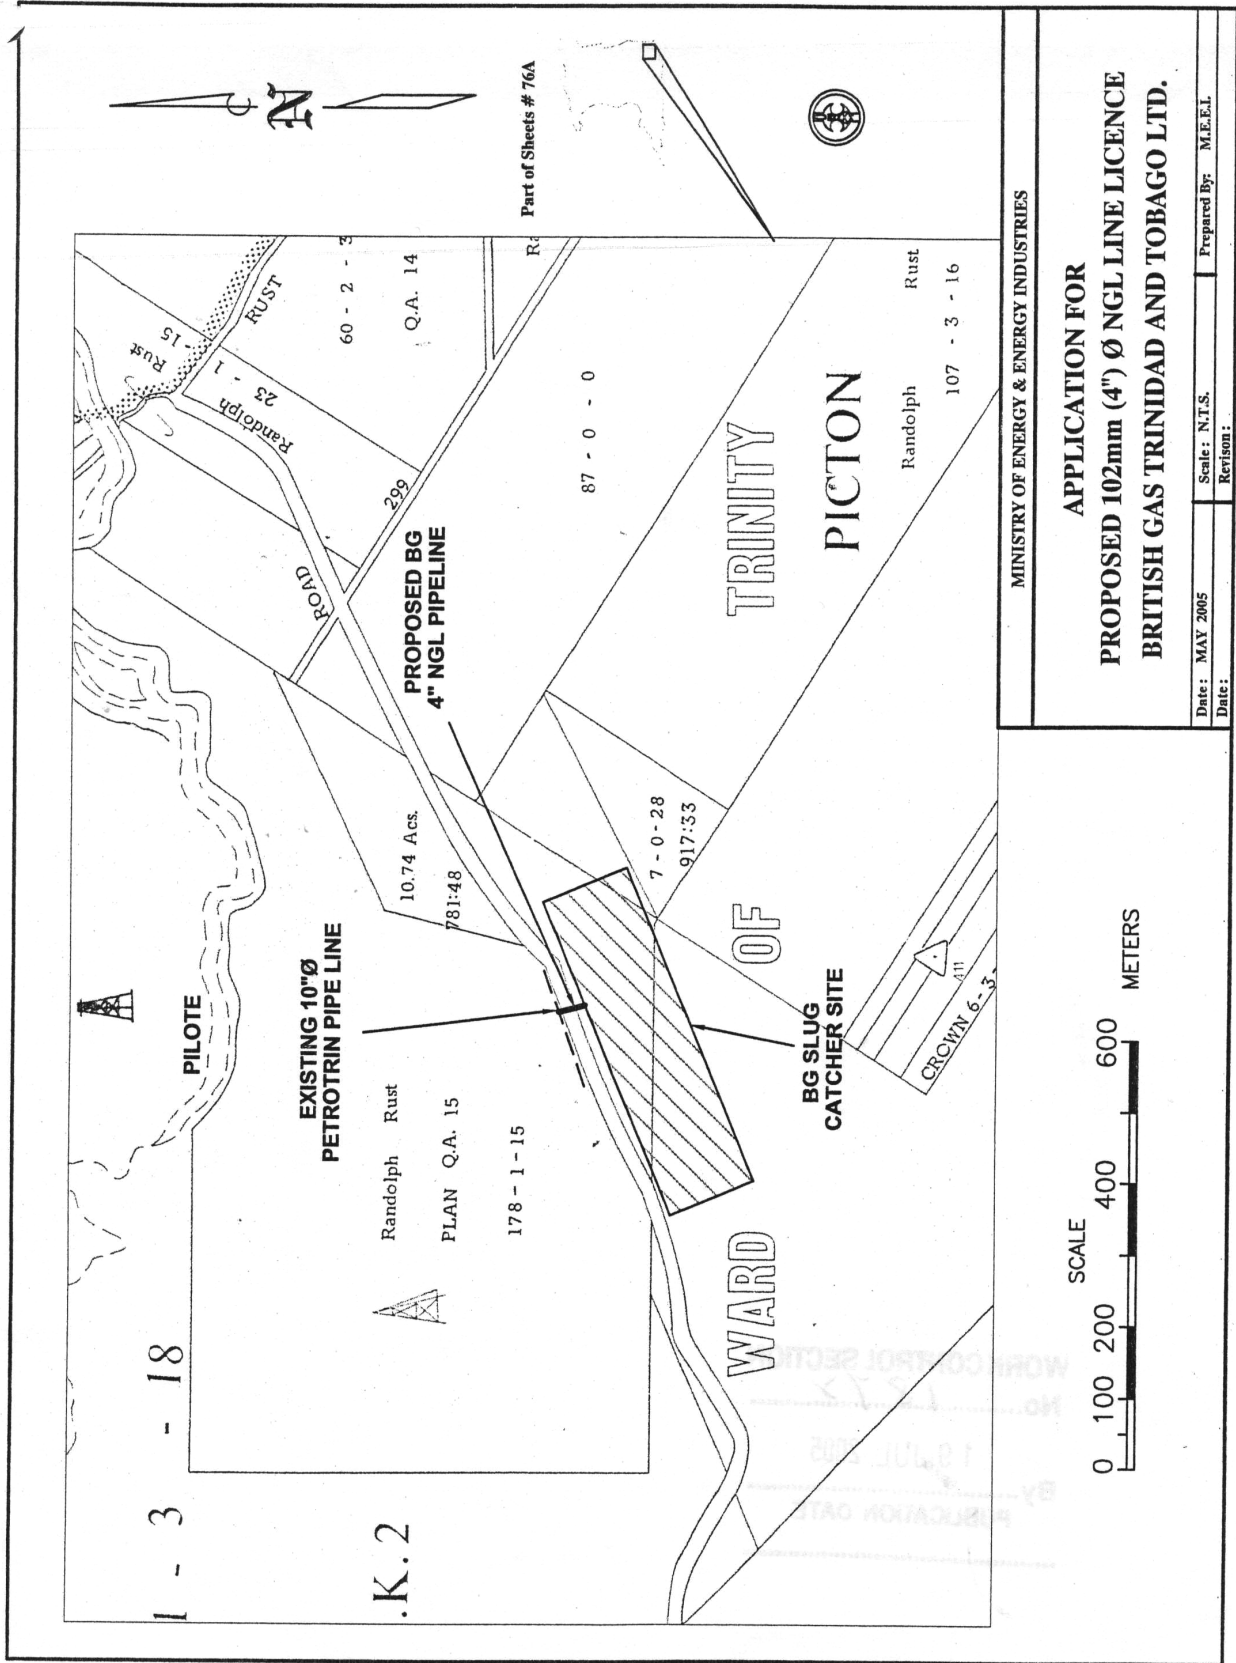 1 - 3 - 18
.K.2
PILOTE
EXISTING 10"Ø
PETROTRIN PIPE LINE
Randolph Rust
PLAN Q.A. 15
178 - 1 - 15
10.74 Acs.
781:48
PROPOSED BG
4" NGL PIPELINE
ROAD
299
Rust
- 15
Randolph
23 - 1
RUST
60 - 2 - 3
Q.A. 14
87 - 0 - 0
7 - 0 - 28
917:33
BG SLUG
CATCHER SITE
WARD OF TRINITY
PICTON
Randolph Rust
107 - 3 - 16
411
CROWN 6 - 3 -
N
Part of Sheets # 76A
SCALE
0 100 200 400 600 METERS
MINISTRY OF ENERGY & ENERGY INDUSTRIES
APPLICATION FOR
PROPOSED 102mm (4") Ø NGL LINE LICENCE
BRITISH GAS TRINIDAD AND TOBAGO LTD.
Date: MAY 2005
Scale: N.T.S.
Prepared By: M.E.E.I.
Date:
Revison:
WORK CONTROL SECTION
No.
19 JUL 2005
By
PUBLICATION DATE